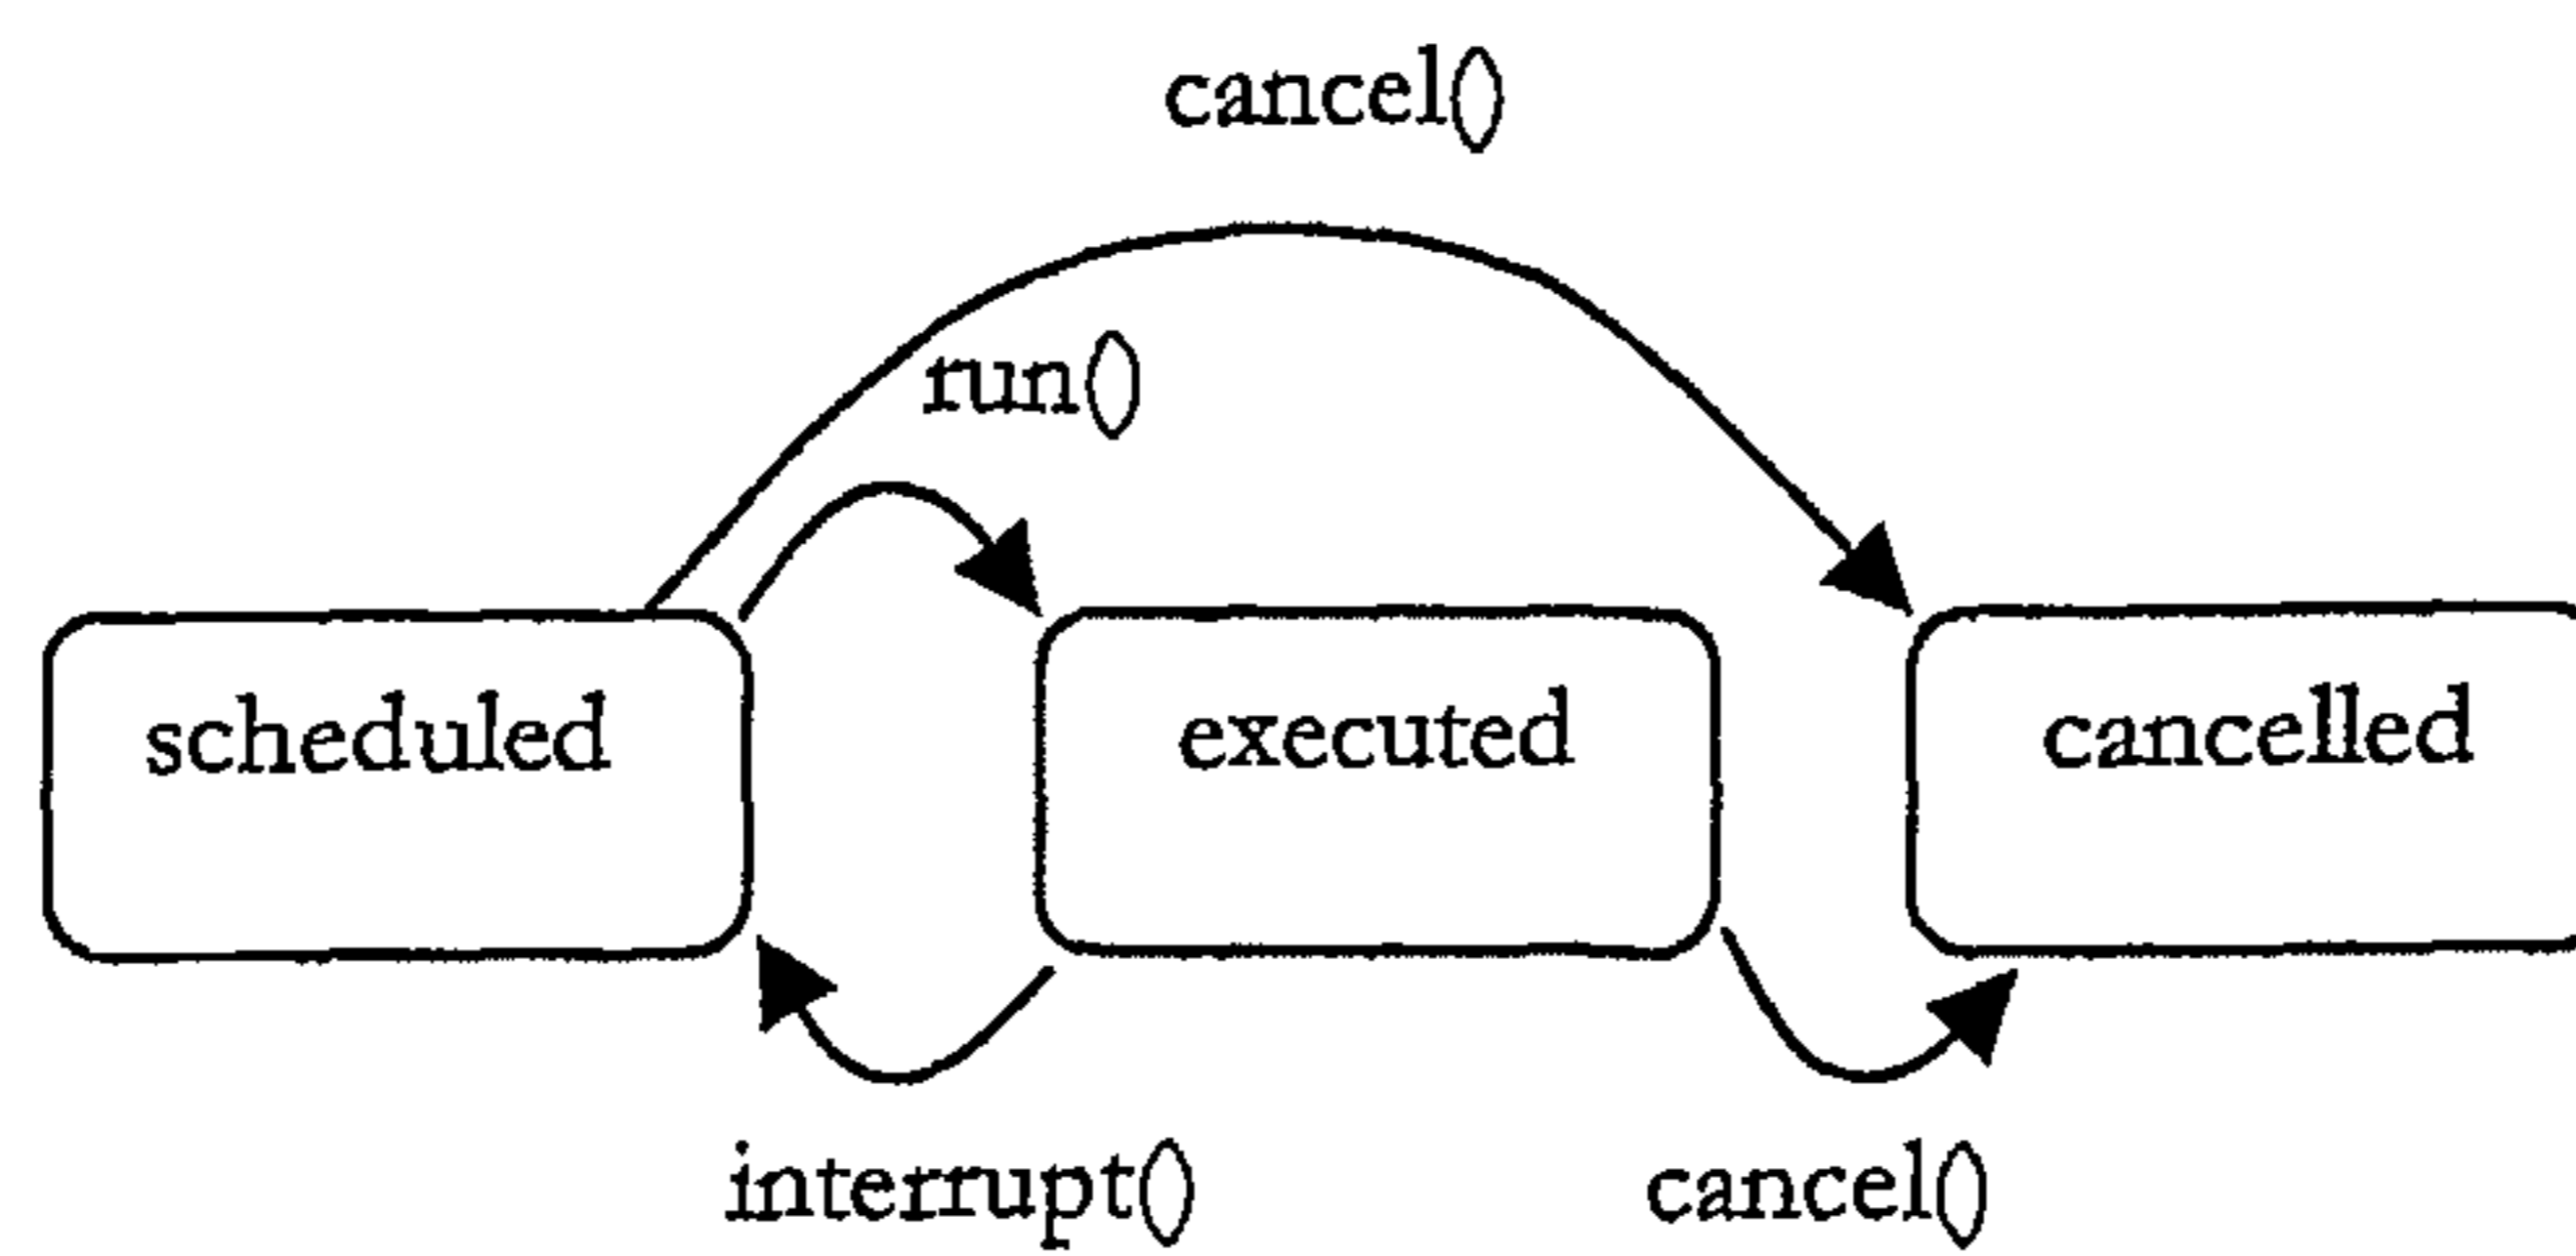 cancel()
run()
scheduled
executed
cancelled
interrupt()
cancel()